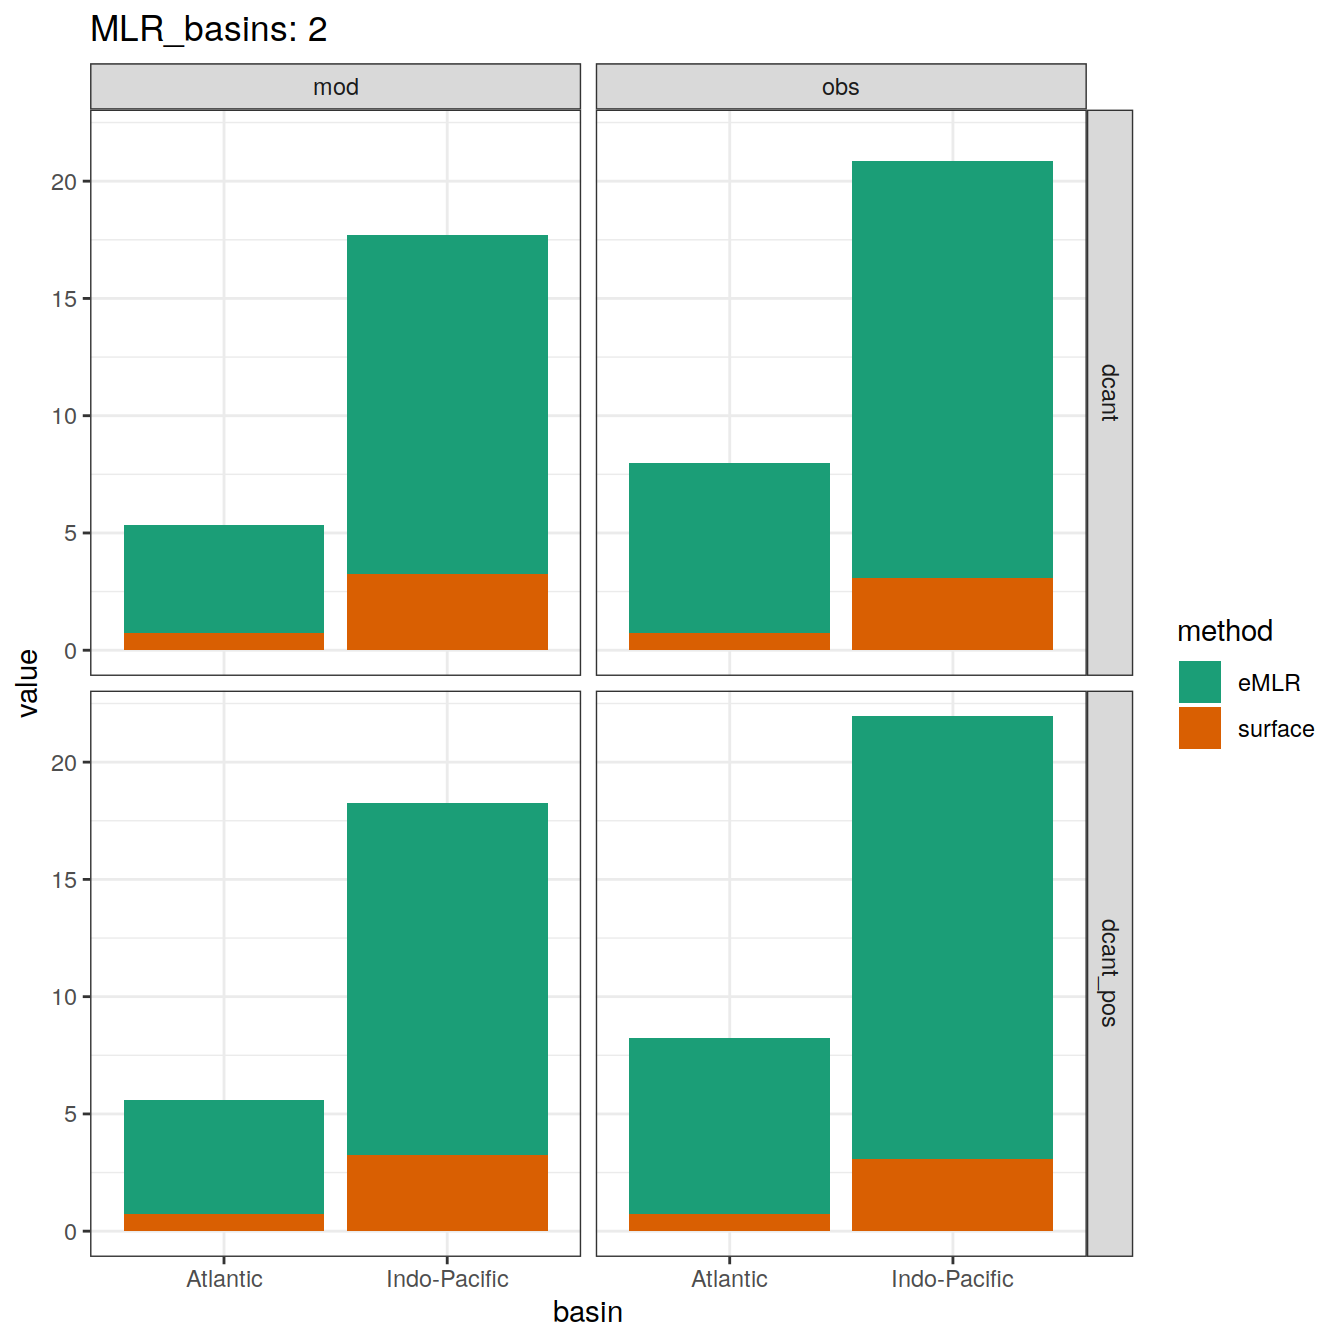 MLR_basins: 2
mod
obs
20
15
10
5
0
dcant
20
15
10
5
0
dcant_pos
value
Atlantic
Indo-Pacific
Atlantic
Indo-Pacific
basin
method
eMLR
surface